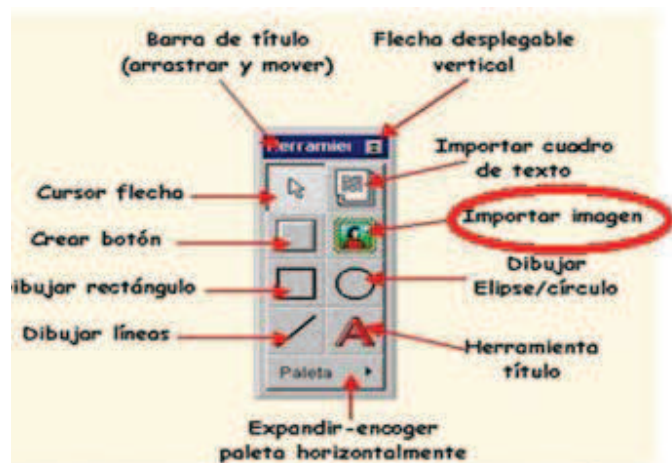 Barra de título
(arrastrar y mover)
Flecha desplegable
vertical
Herramier
Importar cuadro
de texto
Cursor flecha
Importar imagen
Crear botón
Dibujar
Elipse/círculo
ibujar rectángulo
Dibujar líneas
A
Herramienta
título
Paleta
Expandir-encoger
paleta horizontalmente